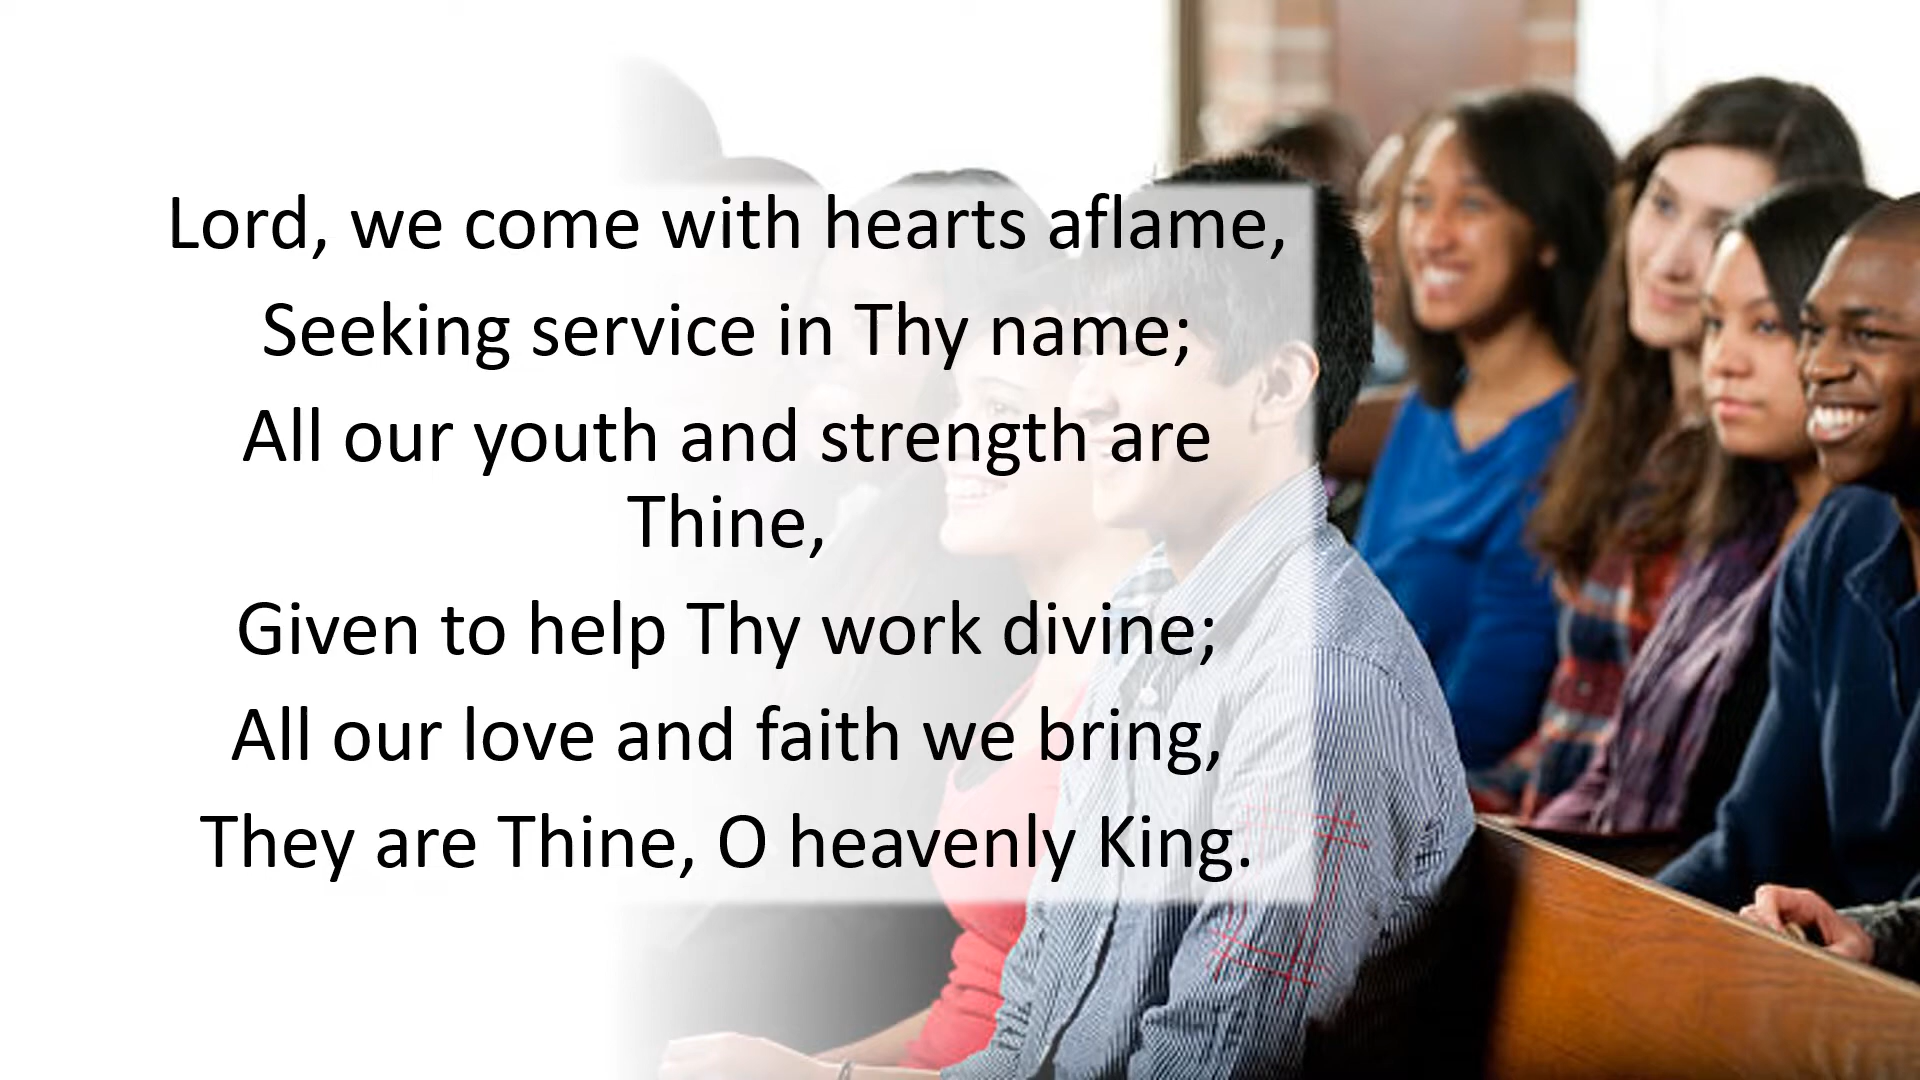 Lord, we come with hearts aflame,
Seeking service in Thy name;
All our youth and strength are
Thine,
Given to help Thy work divine;
All our love and faith we bring,
They are Thine, O heavenly King.